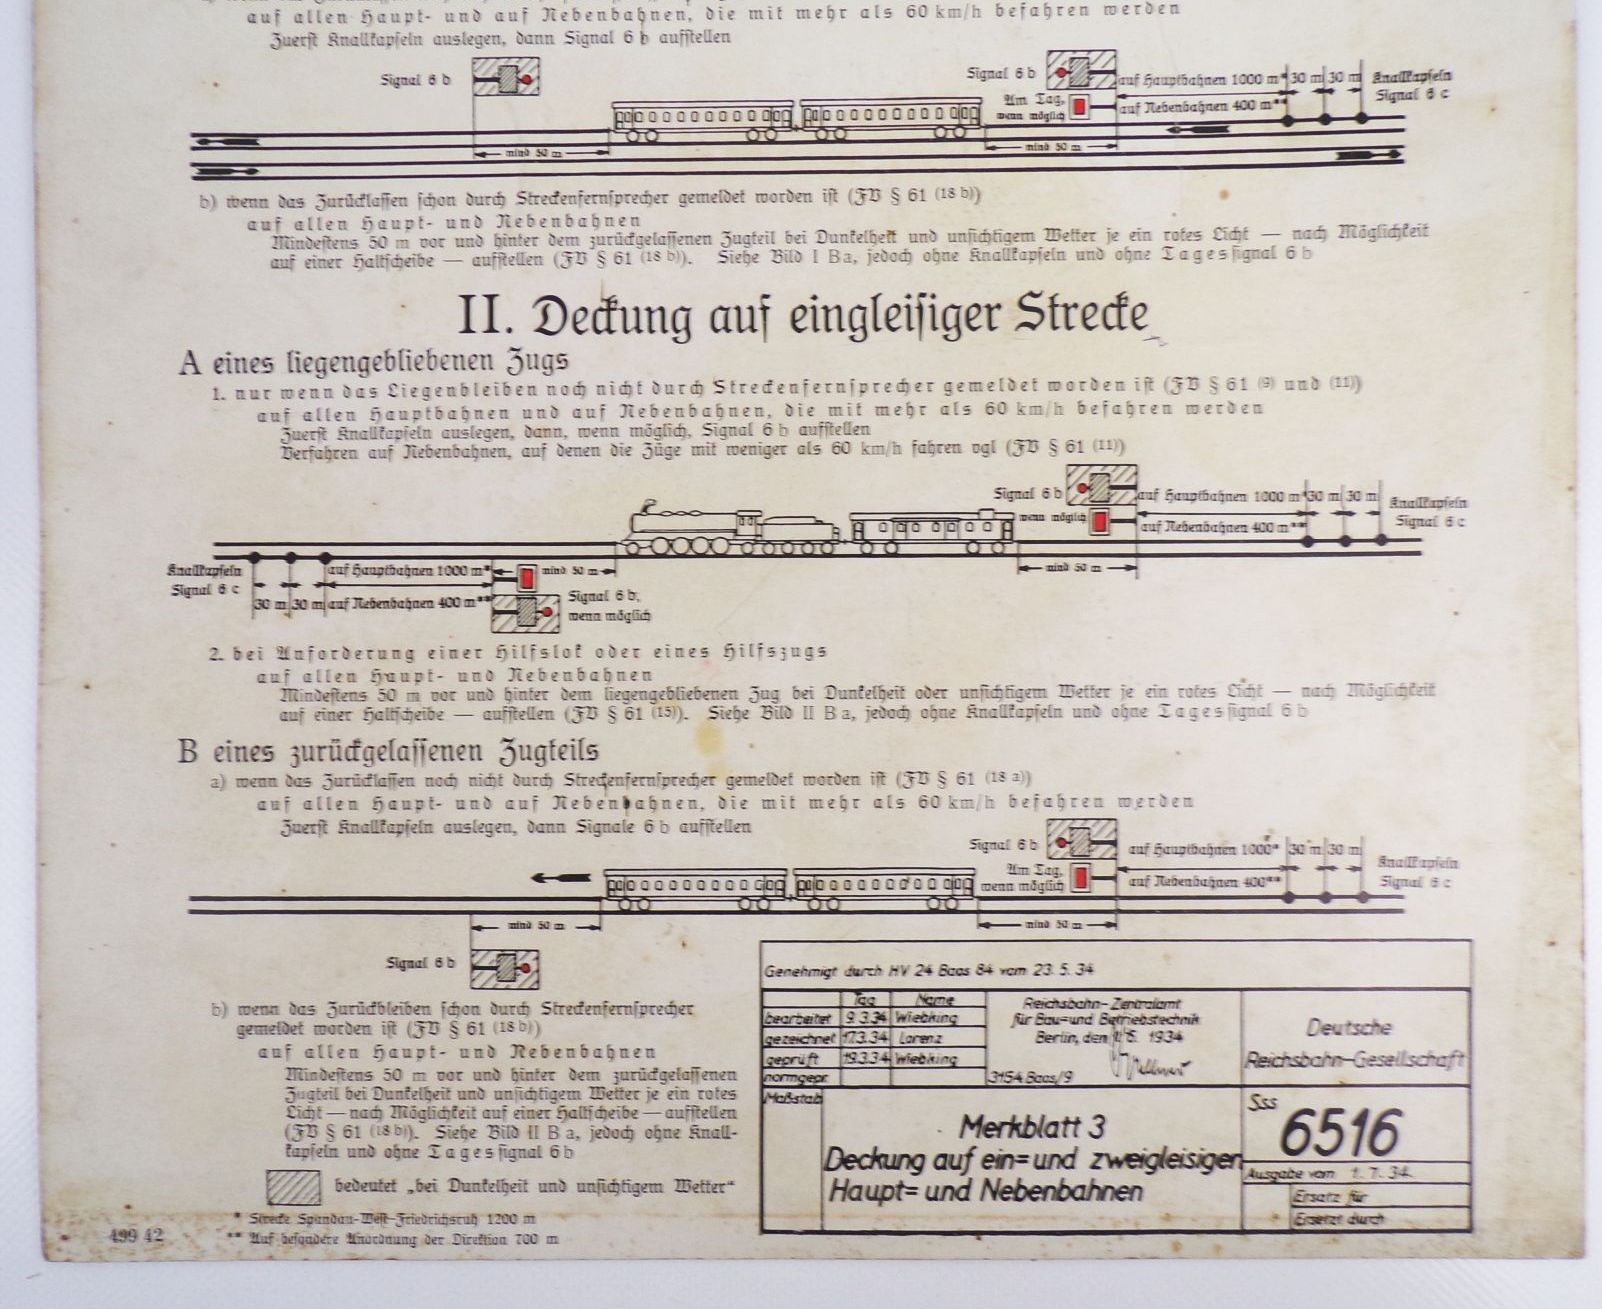 auf allen Haupt- und auf Nebenbahnen, die mit mehr als 60 km/h befahren werden
Zuerst Knallkapseln auslegen, dann Signal 6 b aufstellen
Signal 6 b
Signal 6 b
auf Hauptbahnen 1000 m* 30 m 30 m Knallkapseln
Signal 6 c
Am Tag,
wenn möglich
auf Nebenbahnen 400 m**
mind 50 m
mind 50 m
b) wenn das Zurücklassen schon durch Streckenfernsprecher gemeldet worden ist (FV § 61 (18 b))
auf allen Haupt- und Nebenbahnen
Mindestens 50 m vor und hinter dem zurückgelassenen Zugteil bei Dunkelheit und unsichtigem Wetter je ein rotes Licht — nach Möglichkeit
auf einer Haltscheibe — aufstellen (FV § 61 (18 b)). Siehe Bild I Ba, jedoch ohne Knallkapseln und ohne Tagessignal 6 b
II. Deckung auf eingleisiger Strecke
A eines liegengebliebenen Zugs
1. nur wenn das Liegenbleiben noch nicht durch Streckenfernsprecher gemeldet worden ist (FV § 61 (9) und (11))
auf allen Hauptbahnen und auf Nebenbahnen, die mit mehr als 60 km/h befahren werden
Zuerst Knallkapseln auslegen, dann, wenn möglich, Signal 6 b aufstellen
Verfahren auf Nebenbahnen, auf denen die Züge mit weniger als 60 km/h fahren vgl (FV § 61 (11))
Signal 6 b
auf Hauptbahnen 1000 m* 30 m 30 m Knallkapseln
Signal 6 c
wenn möglich
auf Nebenbahnen 400 m**
Knallkapseln
Signal 6 c
auf Hauptbahnen 1000 m*
mind 50 m
mind 50 m
30 m 30 m auf Nebenbahnen 400 m**
Signal 6 b,
wenn möglich
2. bei Anforderung einer Hilfslok oder eines Hilfszugs
auf allen Haupt- und Nebenbahnen
Mindestens 50 m vor und hinter dem liegengebliebenen Zug bei Dunkelheit oder unsichtigem Wetter je ein rotes Licht — nach Möglichkeit
auf einer Haltscheibe — aufstellen (FV § 61 (15)). Siehe Bild II Ba, jedoch ohne Knallkapseln und ohne Tagessignal 6 b
B eines zurückgelassenen Zugteils
a) wenn das Zurücklassen noch nicht durch Streckenfernsprecher gemeldet worden ist (FV § 61 (18 a))
auf allen Haupt- und auf Nebenbahnen, die mit mehr als 60 km/h befahren werden
Zuerst Knallkapseln auslegen, dann Signale 6 b aufstellen
Signal 6 b
auf Hauptbahnen 1000* 30 m 30 m Knallkapseln
Signal 6 c
Am Tag,
wenn möglich
auf Nebenbahnen 400**
mind 50 m
mind 50 m
Signal 6 b
b) wenn das Zurückbleiben schon durch Streckenfernsprecher
gemeldet worden ist (FV § 61 (18 b))
auf allen Haupt- und Nebenbahnen
Mindestens 50 m vor und hinter dem zurückgelassenen
Zugteil bei Dunkelheit und unsichtigem Wetter je ein rotes
Licht — nach Möglichkeit auf einer Haltscheibe — aufstellen
(FV § 61 (18 b)). Siehe Bild II B a, jedoch ohne Knall-
kapseln und ohne Tagessignal 6 b
bedeutet „bei Dunkelheit und unsichtigem Wetter“
* Strecke Spandau-West–Friedrichsruh 1200 m
** Auf besondere Anordnung der Direktion 700 m
499 42
Genehmigt durch HV 24 Baas 84 vom 23. 5. 34
Tag Name
bearbeitet 9.3.34 Wiebking
gezeichnet 17.3.34 Lorenz
geprüft 19.3.34 Wiebking
normgepr.
Reichsbahn-Zentralamt
für Bau= und Betriebstechnik
Berlin, den 6. 1934
3154 Baas/9
Deutsche
Reichsbahn-Gesellschaft
Maßstab
Merkblatt 3
Deckung auf ein= und zweigleisigen
Haupt= und Nebenbahnen
Sss
6516
Ausgabe vom 1. 7. 34.
Ersatz für
Ersetzt durch